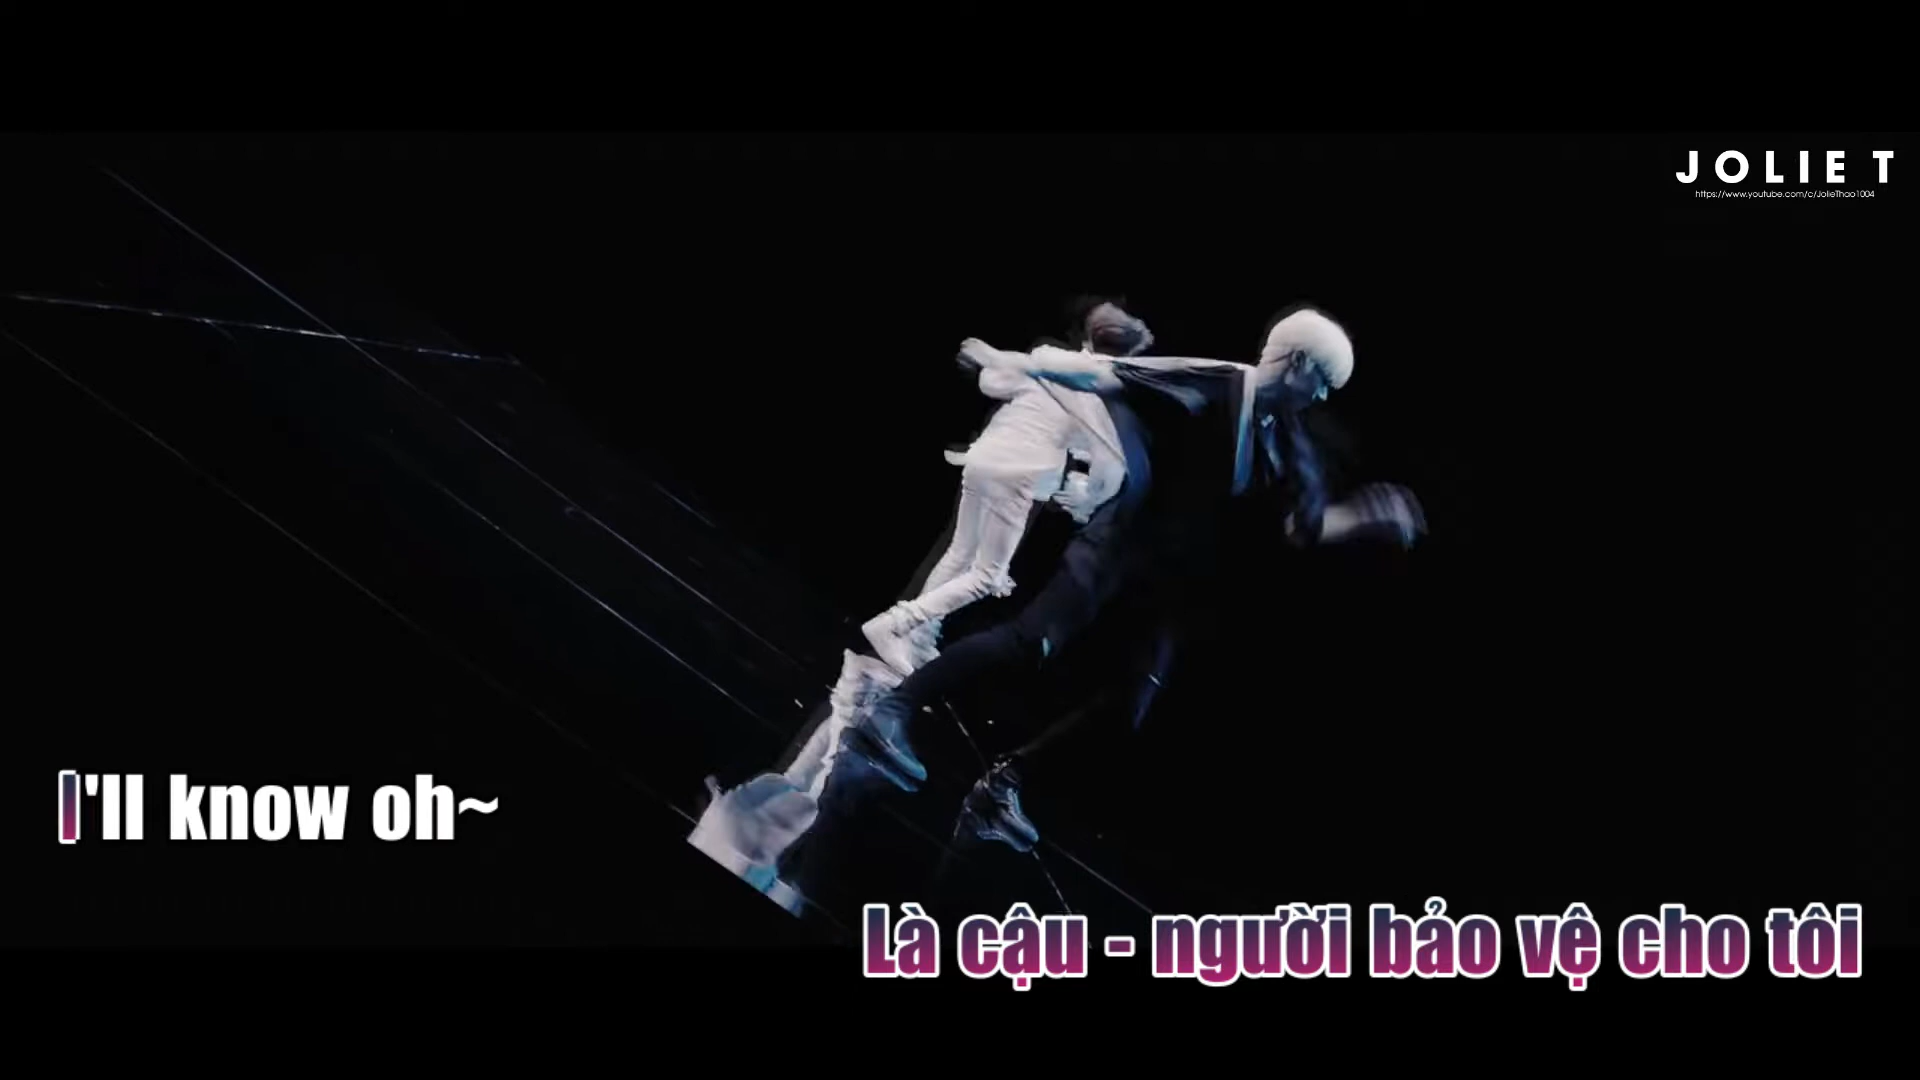 JOLIE T
https://www.youtube.com/c/JolieThao1004
I'll know oh~
Là cậu - người bảo vệ cho tôi